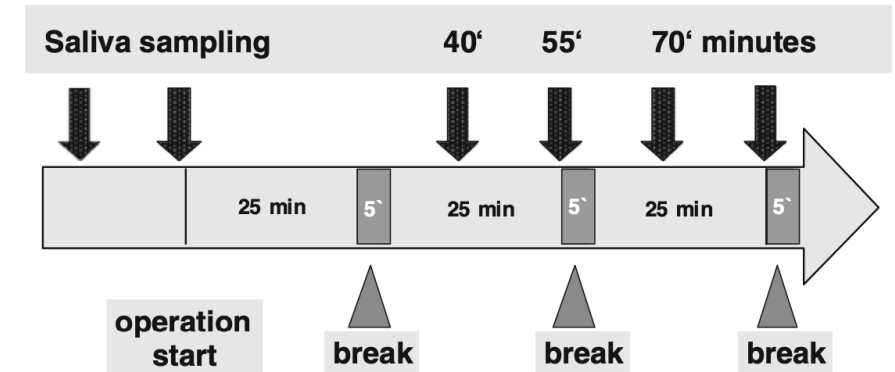 Saliva sampling 40‘ 55‘ 70‘ minutes
25 min 5` 25 min 5` 25 min 5`
operation
start
break break break